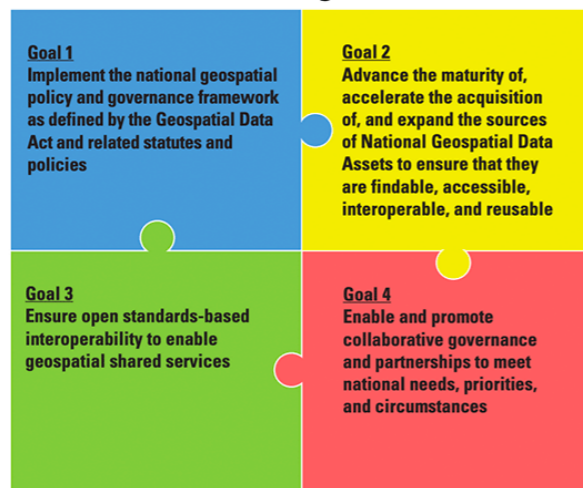 Goal 1
Implement the national geospatial
policy and governance framework
as defined by the Geospatial Data
Act and related statutes and
policies
Goal 2
Advance the maturity of,
accelerate the acquisition
of, and expand the sources
of National Geospatial Data
Assets to ensure that they
are findable, accessible,
interoperable, and reusable
Goal 3
Ensure open standards-based
interoperability to enable
geospatial shared services
Goal 4
Enable and promote
collaborative governance
and partnerships to meet
national needs, priorities,
and circumstances